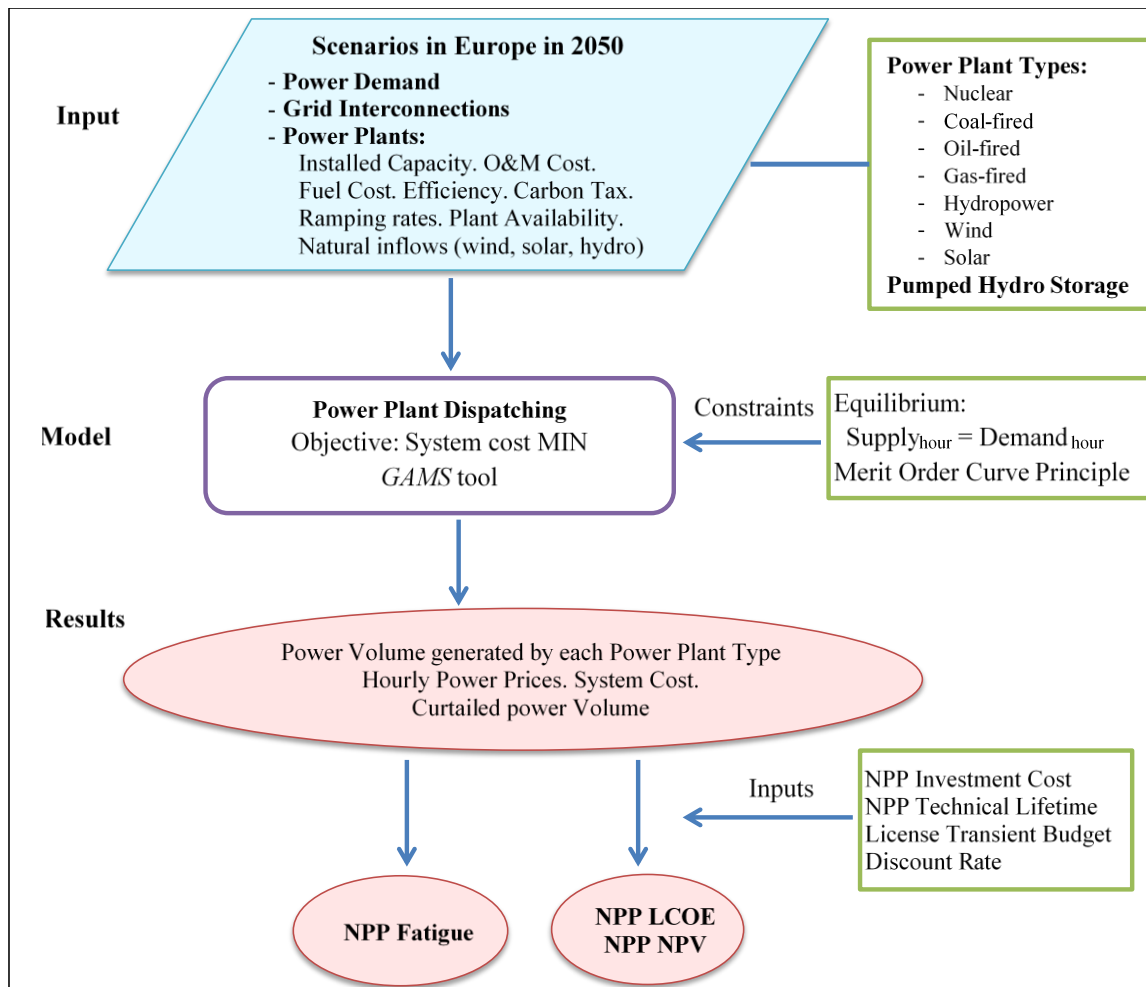 Scenarios in Europe in 2050
- Power Demand
- Grid Interconnections
- Power Plants:
Installed Capacity. O&M Cost.
Fuel Cost. Efficiency. Carbon Tax.
Ramping rates. Plant Availability.
Natural inflows (wind, solar, hydro)
Input
Power Plant Types:
- Nuclear
- Coal-fired
- Oil-fired
- Gas-fired
- Hydropower
- Wind
- Solar
Pumped Hydro Storage
Model
Power Plant Dispatching
Objective: System cost MIN
GAMS tool
Constraints
Equilibrium:
Supplyhour = Demand hour
Merit Order Curve Principle
Results
Power Volume generated by each Power Plant Type
Hourly Power Prices. System Cost.
Curtailed power Volume
Inputs
NPP Investment Cost
NPP Technical Lifetime
License Transient Budget
Discount Rate
NPP Fatigue
NPP LCOE
NPP NPV